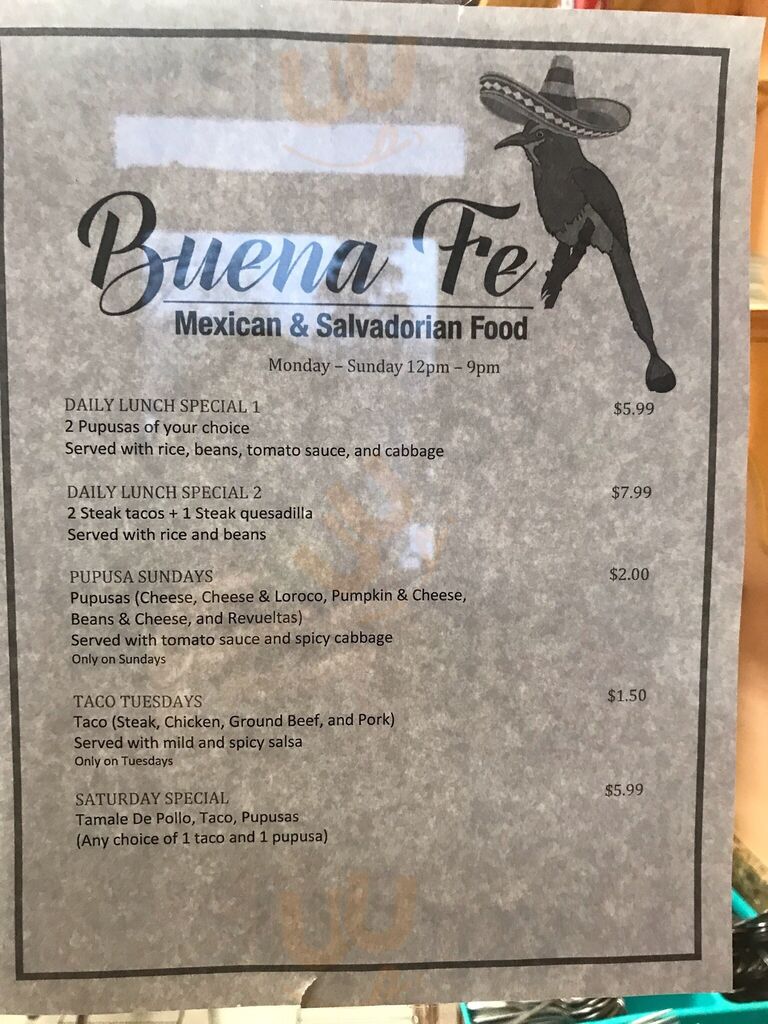 Buena Fe
Mexican & Salvadorian Food
Monday – Sunday 12pm – 9pm
DAILY LUNCH SPECIAL 1 $5.99
2 Pupusas of your choice
Served with rice, beans, tomato sauce, and cabbage
DAILY LUNCH SPECIAL 2 $7.99
2 Steak tacos + 1 Steak quesadilla
Served with rice and beans
PUPUSA SUNDAYS $2.00
Pupusas (Cheese, Cheese & Loroco, Pumpkin & Cheese,
Beans & Cheese, and Revueltas)
Served with tomato sauce and spicy cabbage
Only on Sundays
TACO TUESDAYS $1.50
Taco (Steak, Chicken, Ground Beef, and Pork)
Served with mild and spicy salsa
Only on Tuesdays
SATURDAY SPECIAL $5.99
Tamale De Pollo, Taco, Pupusas
(Any choice of 1 taco and 1 pupusa)